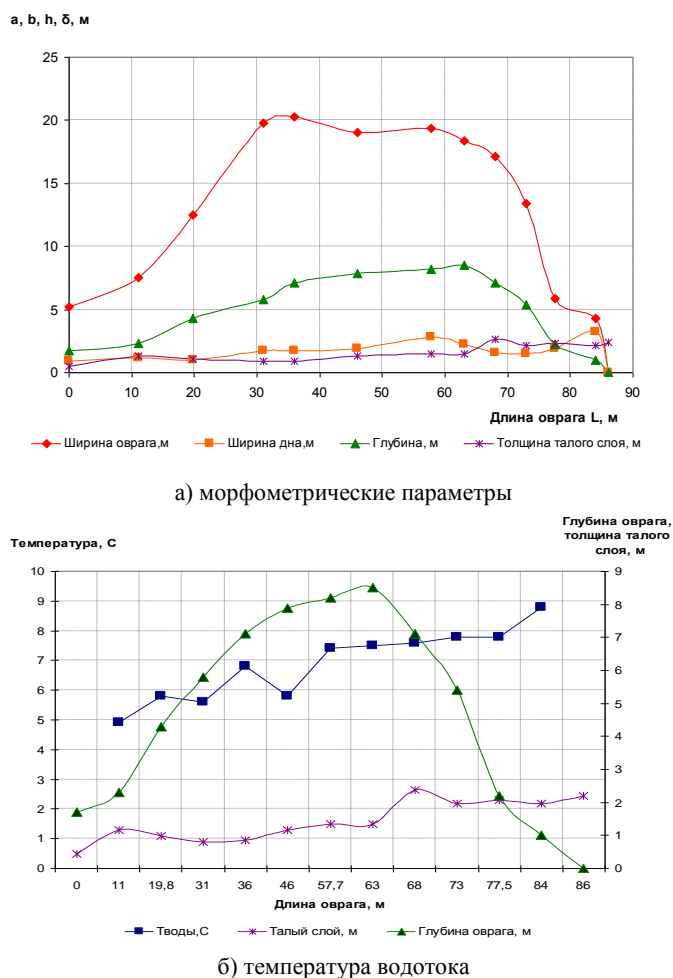 a, b, h, δ, м
25
20
15
10
5
0
0 10 20 30 40 50 60 70 80 90
Длина оврага L, м
Ширина оврага,м Ширина дна,м Глубина, м Толщина талого слоя, м
а) морфометрические параметры
Температура, С
Глубина оврага,
толщина талого
слоя, м
10 9
9 8
8 7
7 6
6 5
5 4
4 3
3 2
2 1
1 0
0
0 11 19,8 31 36 46 57,7 63 68 73 77,5 84 86
Длина оврага, м
Тводы,С Талый слой, м Глубина оврага, м
б) температура водотока